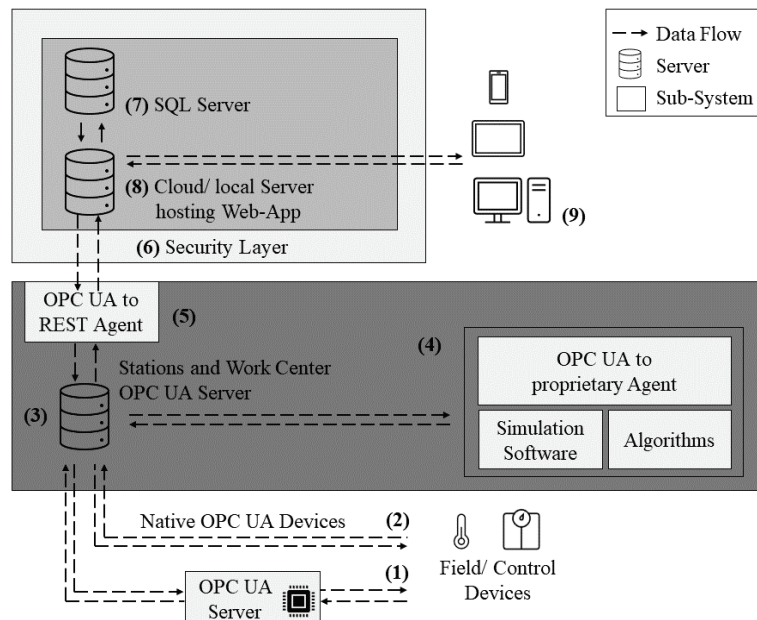 Data Flow
Server
Sub-System
(7) SQL Server
(8) Cloud/ local Server
hosting Web-App
(9)
(6) Security Layer
OPC UA to
REST Agent
(5)
Stations and Work Center
OPC UA Server
(3)
(4)
OPC UA to
proprietary Agent
Simulation
Software
Algorithms
Native OPC UA Devices
(2)
(1)
Field/ Control
Devices
OPC UA
Server